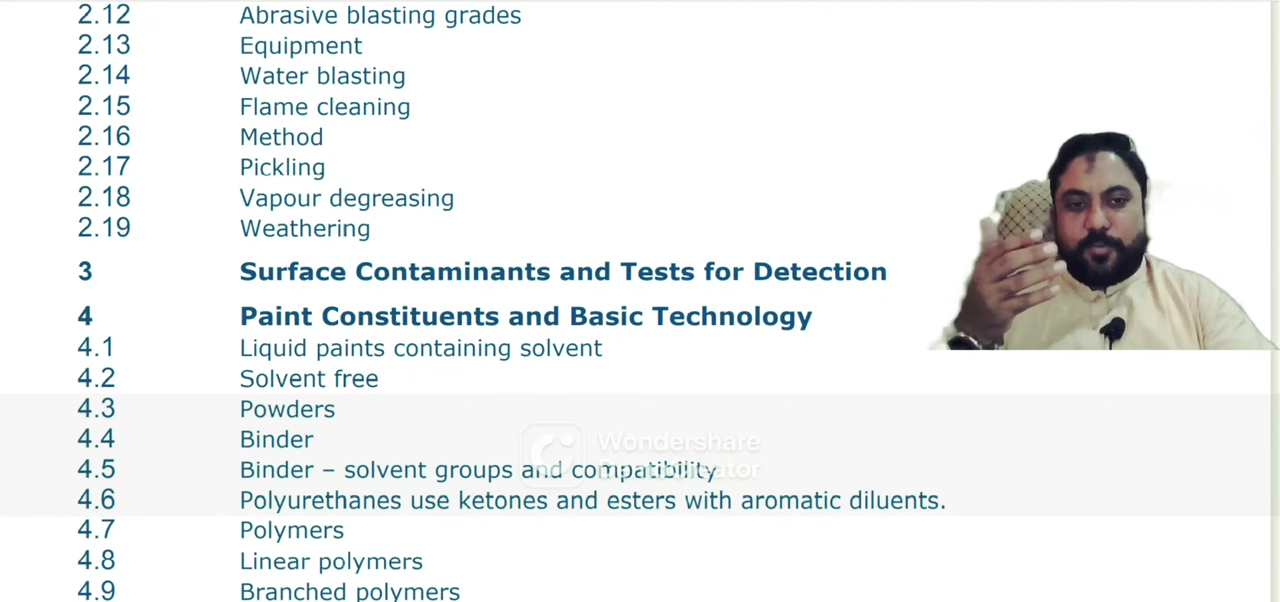 2.12 Abrasive blasting grades
2.13 Equipment
2.14 Water blasting
2.15 Flame cleaning
2.16 Method
2.17 Pickling
2.18 Vapour degreasing
2.19 Weathering
3 Surface Contaminants and Tests for Detection
4 Paint Constituents and Basic Technology
4.1 Liquid paints containing solvent
4.2 Solvent free
4.3 Powders
4.4 Binder
Wondershare
DemoCreator
4.5 Binder – solvent groups and compatibility
4.6 Polyurethanes use ketones and esters with aromatic diluents.
4.7 Polymers
4.8 Linear polymers
4.9 Branched polymers